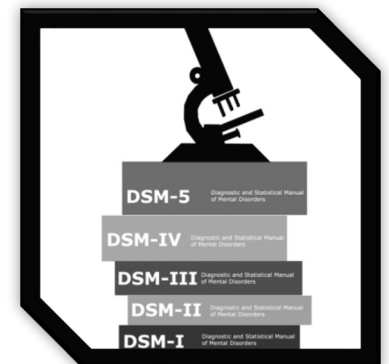 DSM-5 Diagnostic and Statistical Manual
of Mental Disorders
DSM-IV Diagnostic and Statistical Manual
of Mental Disorders
DSM-III Diagnostic and Statistical Manual
of Mental Disorders
DSM-II Diagnostic and Statistical Manual
of Mental Disorders
DSM-I Diagnostic and Statistical Manual
of Mental Disorders